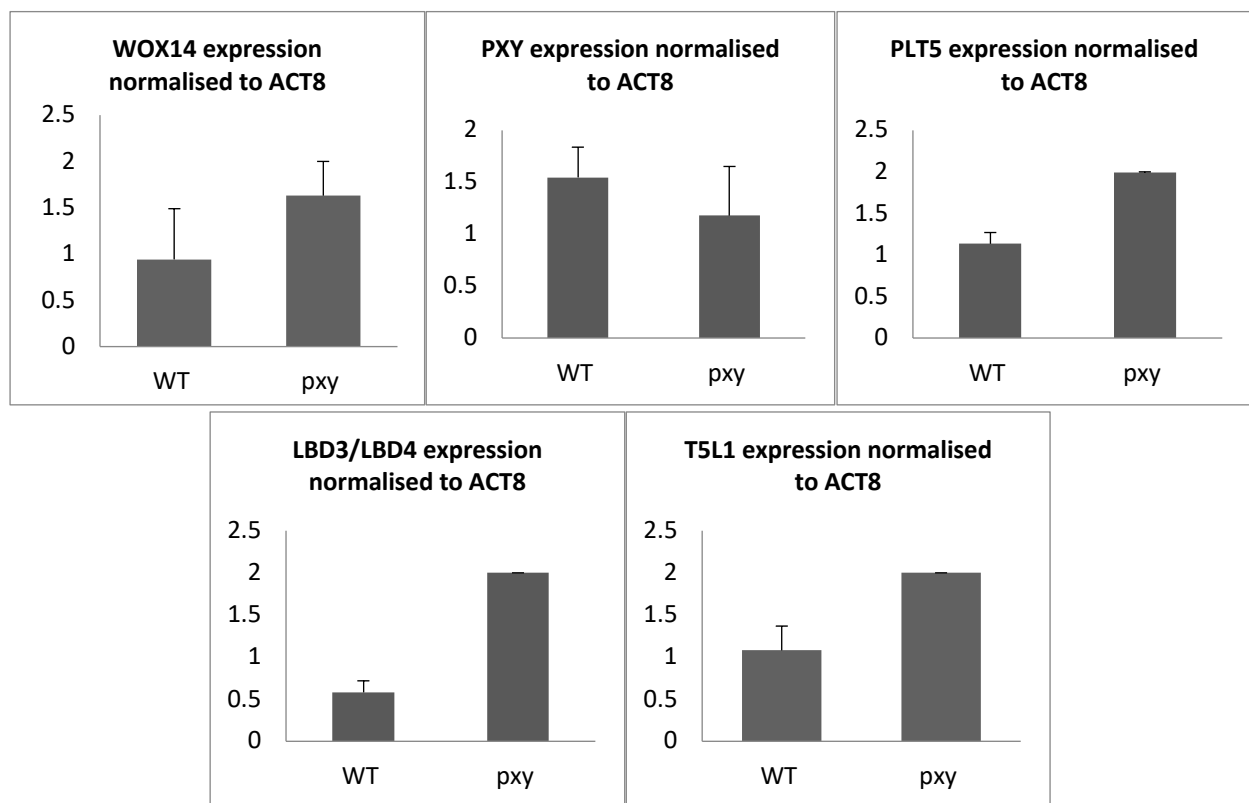 WOX14 expression
normalised to ACT8
2.5
2
1.5
1
0.5
0
WT pxy
PXY expression normalised
to ACT8
2
1.5
1
0.5
0
WT pxy
PLT5 expression normalised
to ACT8
2.5
2
1.5
1
0.5
0
WT pxy
LBD3/LBD4 expression
normalised to ACT8
2.5
2
1.5
1
0.5
0
WT pxy
T5L1 expression normalised
to ACT8
2.5
2
1.5
1
0.5
0
WT pxy